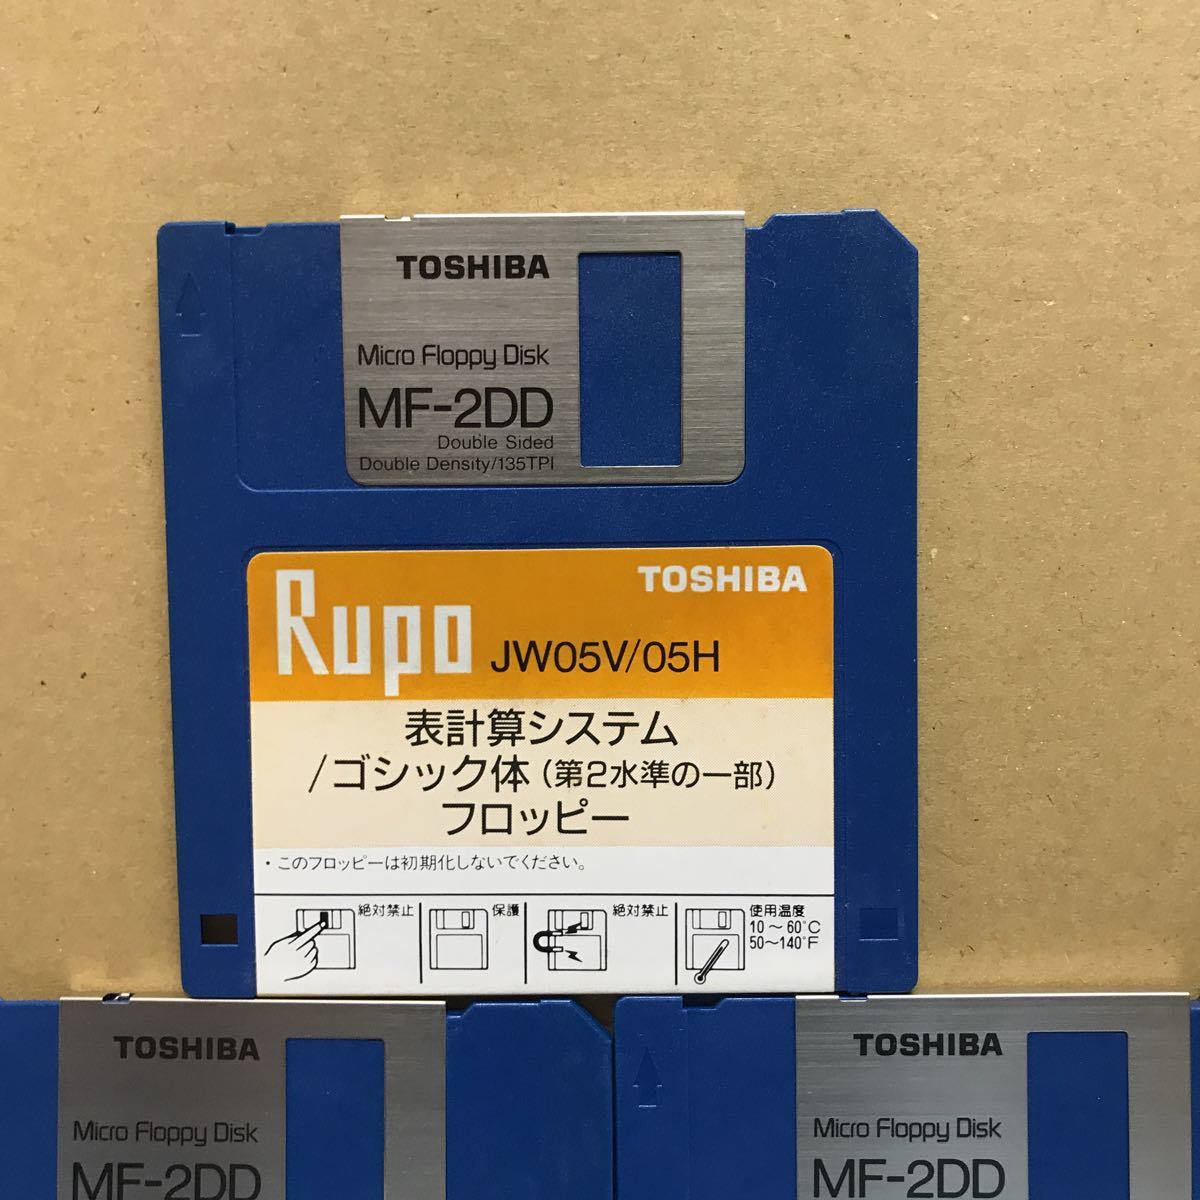 TOSHIBA
Micro Floppy Disk
MF-2DD
Double Sided
Double Density/135TPI
Rupo
TOSHIBA
JW05V/05H
表計算システム
/ゴシック体(第2水準の一部)
フロッピー
・このフロッピーは初期化しないでください。
絶対禁止
保護
絶対禁止
使用温度
10~60°C
50~140°F
TOSHIBA
Micro Floppy Disk
MF-2DD
TOSHIBA
Micro Floppy Disk
MF-2DD